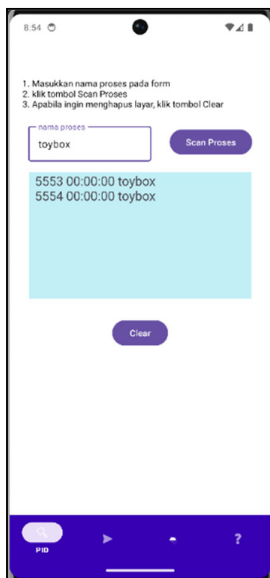 8:54
1. Masukkan nama proses pada form
2. klik tombol Scan Proses
3. Apabila ingin menghapus layar, klik tombol Clear
nama proses
toybox
Scan Proses
5553 00:00:00 toybox
5554 00:00:00 toybox
Clear
PID
?